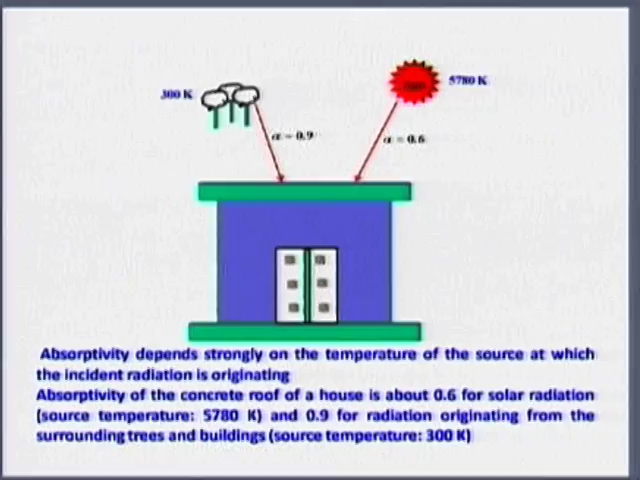 300 K
5780 K
α = 0.9
α = 0.6
Absorptivity depends strongly on the temperature of the source at which
the incident radiation is originating
Absorptivity of the concrete roof of a house is about 0.6 for solar radiation
(source temperature: 5780 K) and 0.9 for radiation originating from the
surrounding trees and buildings (source temperature: 300 K)